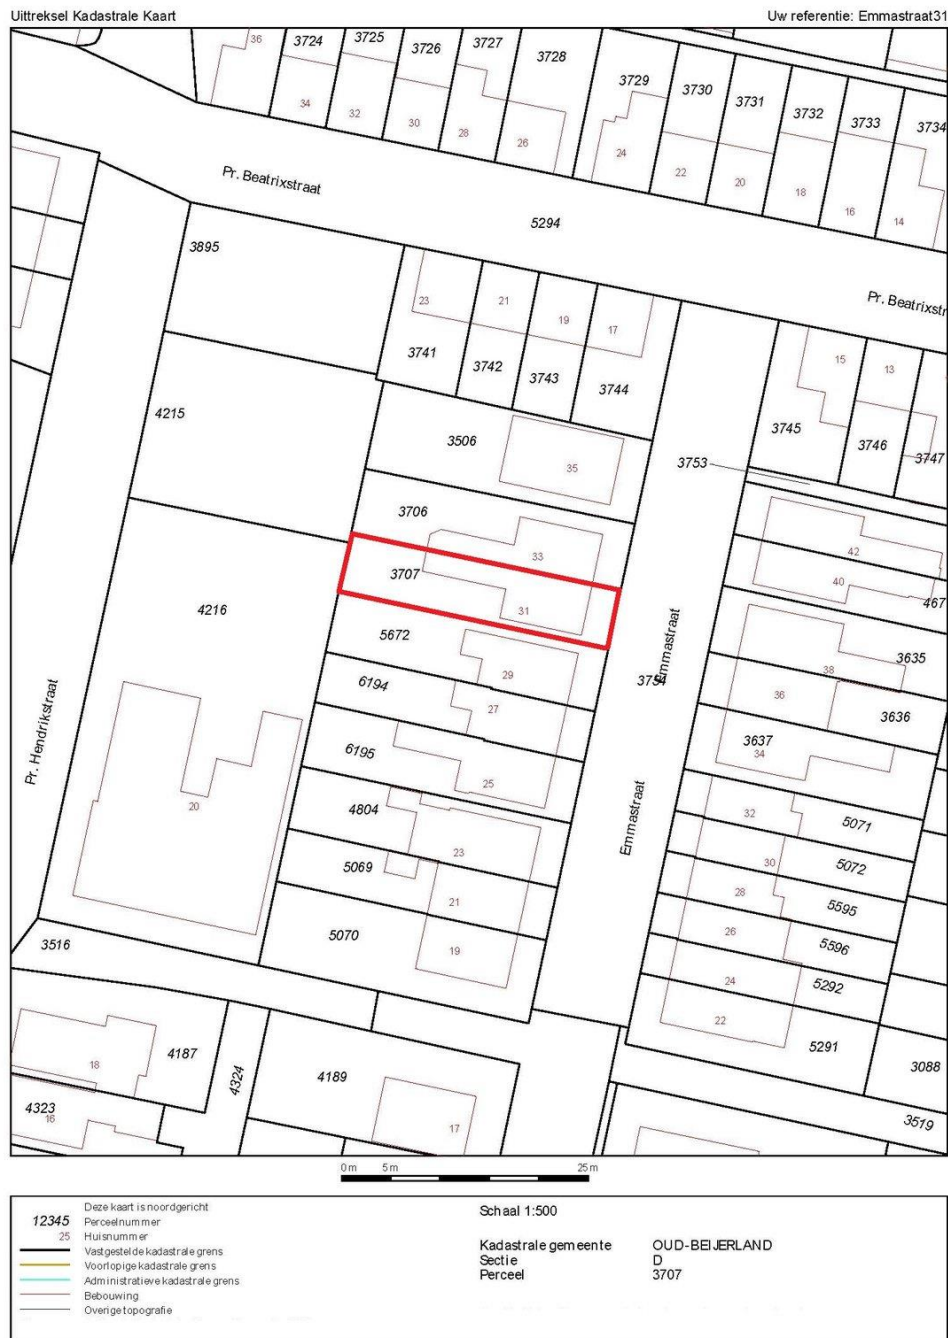 Uittreksel Kadastrale Kaart Uw referentie: Emmastraat31
36 3724 3725 3726 3727 3728 3729 3730 3731 3732 3733 3734
34 32 30 28 26 24 22 20 18 16 14
Pr. Beatrixstraat
5294
3895
Pr. Beatrixstr
23 21 19 17
3741 3742 3743 3744
15 13
3745 3746 3747
4215
3506
35
3753
3706
33
42
40
467
3707
31
4216
5672
29
Emmastraat
3754
3635
38
6194
27
36
3636
Pr. Hendrikstraat
6195
25
3637
34
20
4804
23
Emmastraat
32
5071
5069
21
30
5072
28
5595
5070
19
26
5596
3516
24
5292
22
5291
18
4187
4324
4189
3088
4323
16
17
3519
0 m 5 m 25 m
Deze kaart is noordgericht
12345 Perceelnummer
25 Huisnummer
Vastgestelde kadastrale grens
Voorlopige kadastrale grens
Administratieve kadastrale grens
Bebouwing
Overige topografie
Schaal 1:500
Kadastrale gemeente OUD-BEIJERLAND
Sectie D
Perceel 3707